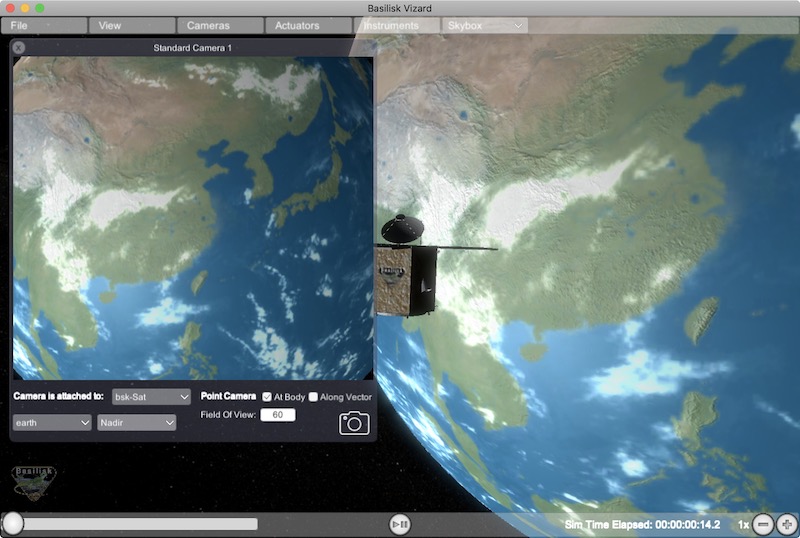 Basilisk Vizard
File View Cameras Actuators Instruments Skybox
X Standard Camera 1
Basilisk
Camera is attached to: bsk-Sat Point Camera At Body Along Vector
earth Nadir Field Of View: 60
Basilisk
Sim Time Elapsed: 00:00:00:14.2 1x